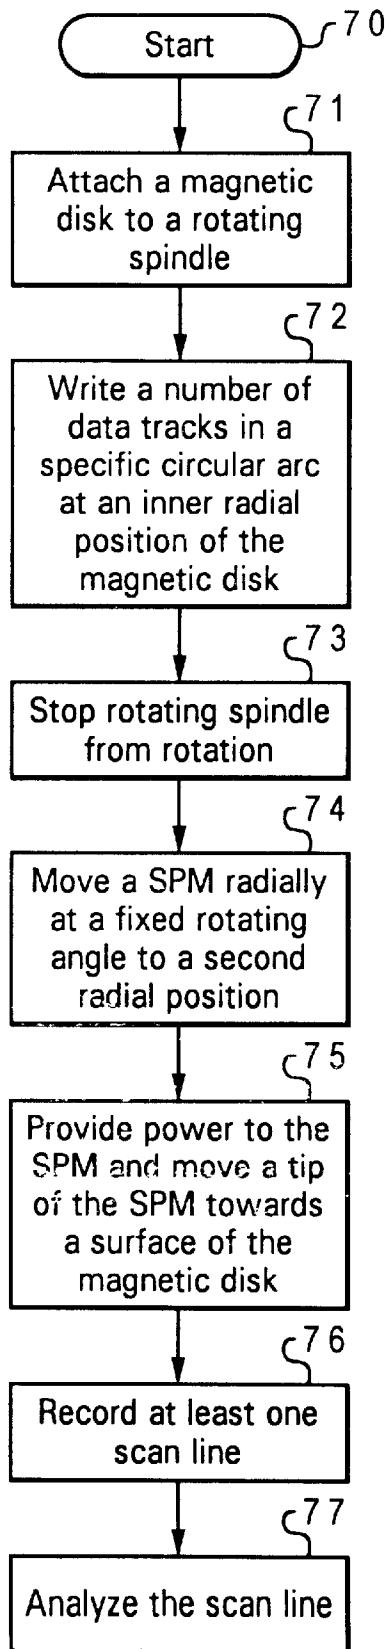 70
Start
71
Attach a magnetic
disk to a rotating
spindle
72
Write a number of
data tracks in a
specific circular arc
at an inner radial
position of the
magnetic disk
73
Stop rotating spindle
from rotation
74
Move a SPM radially
at a fixed rotating
angle to a second
radial position
75
Provide power to the
SPM and move a tip
of the SPM towards
a surface of the
magnetic disk
76
Record at least one
scan line
77
Analyze the scan line